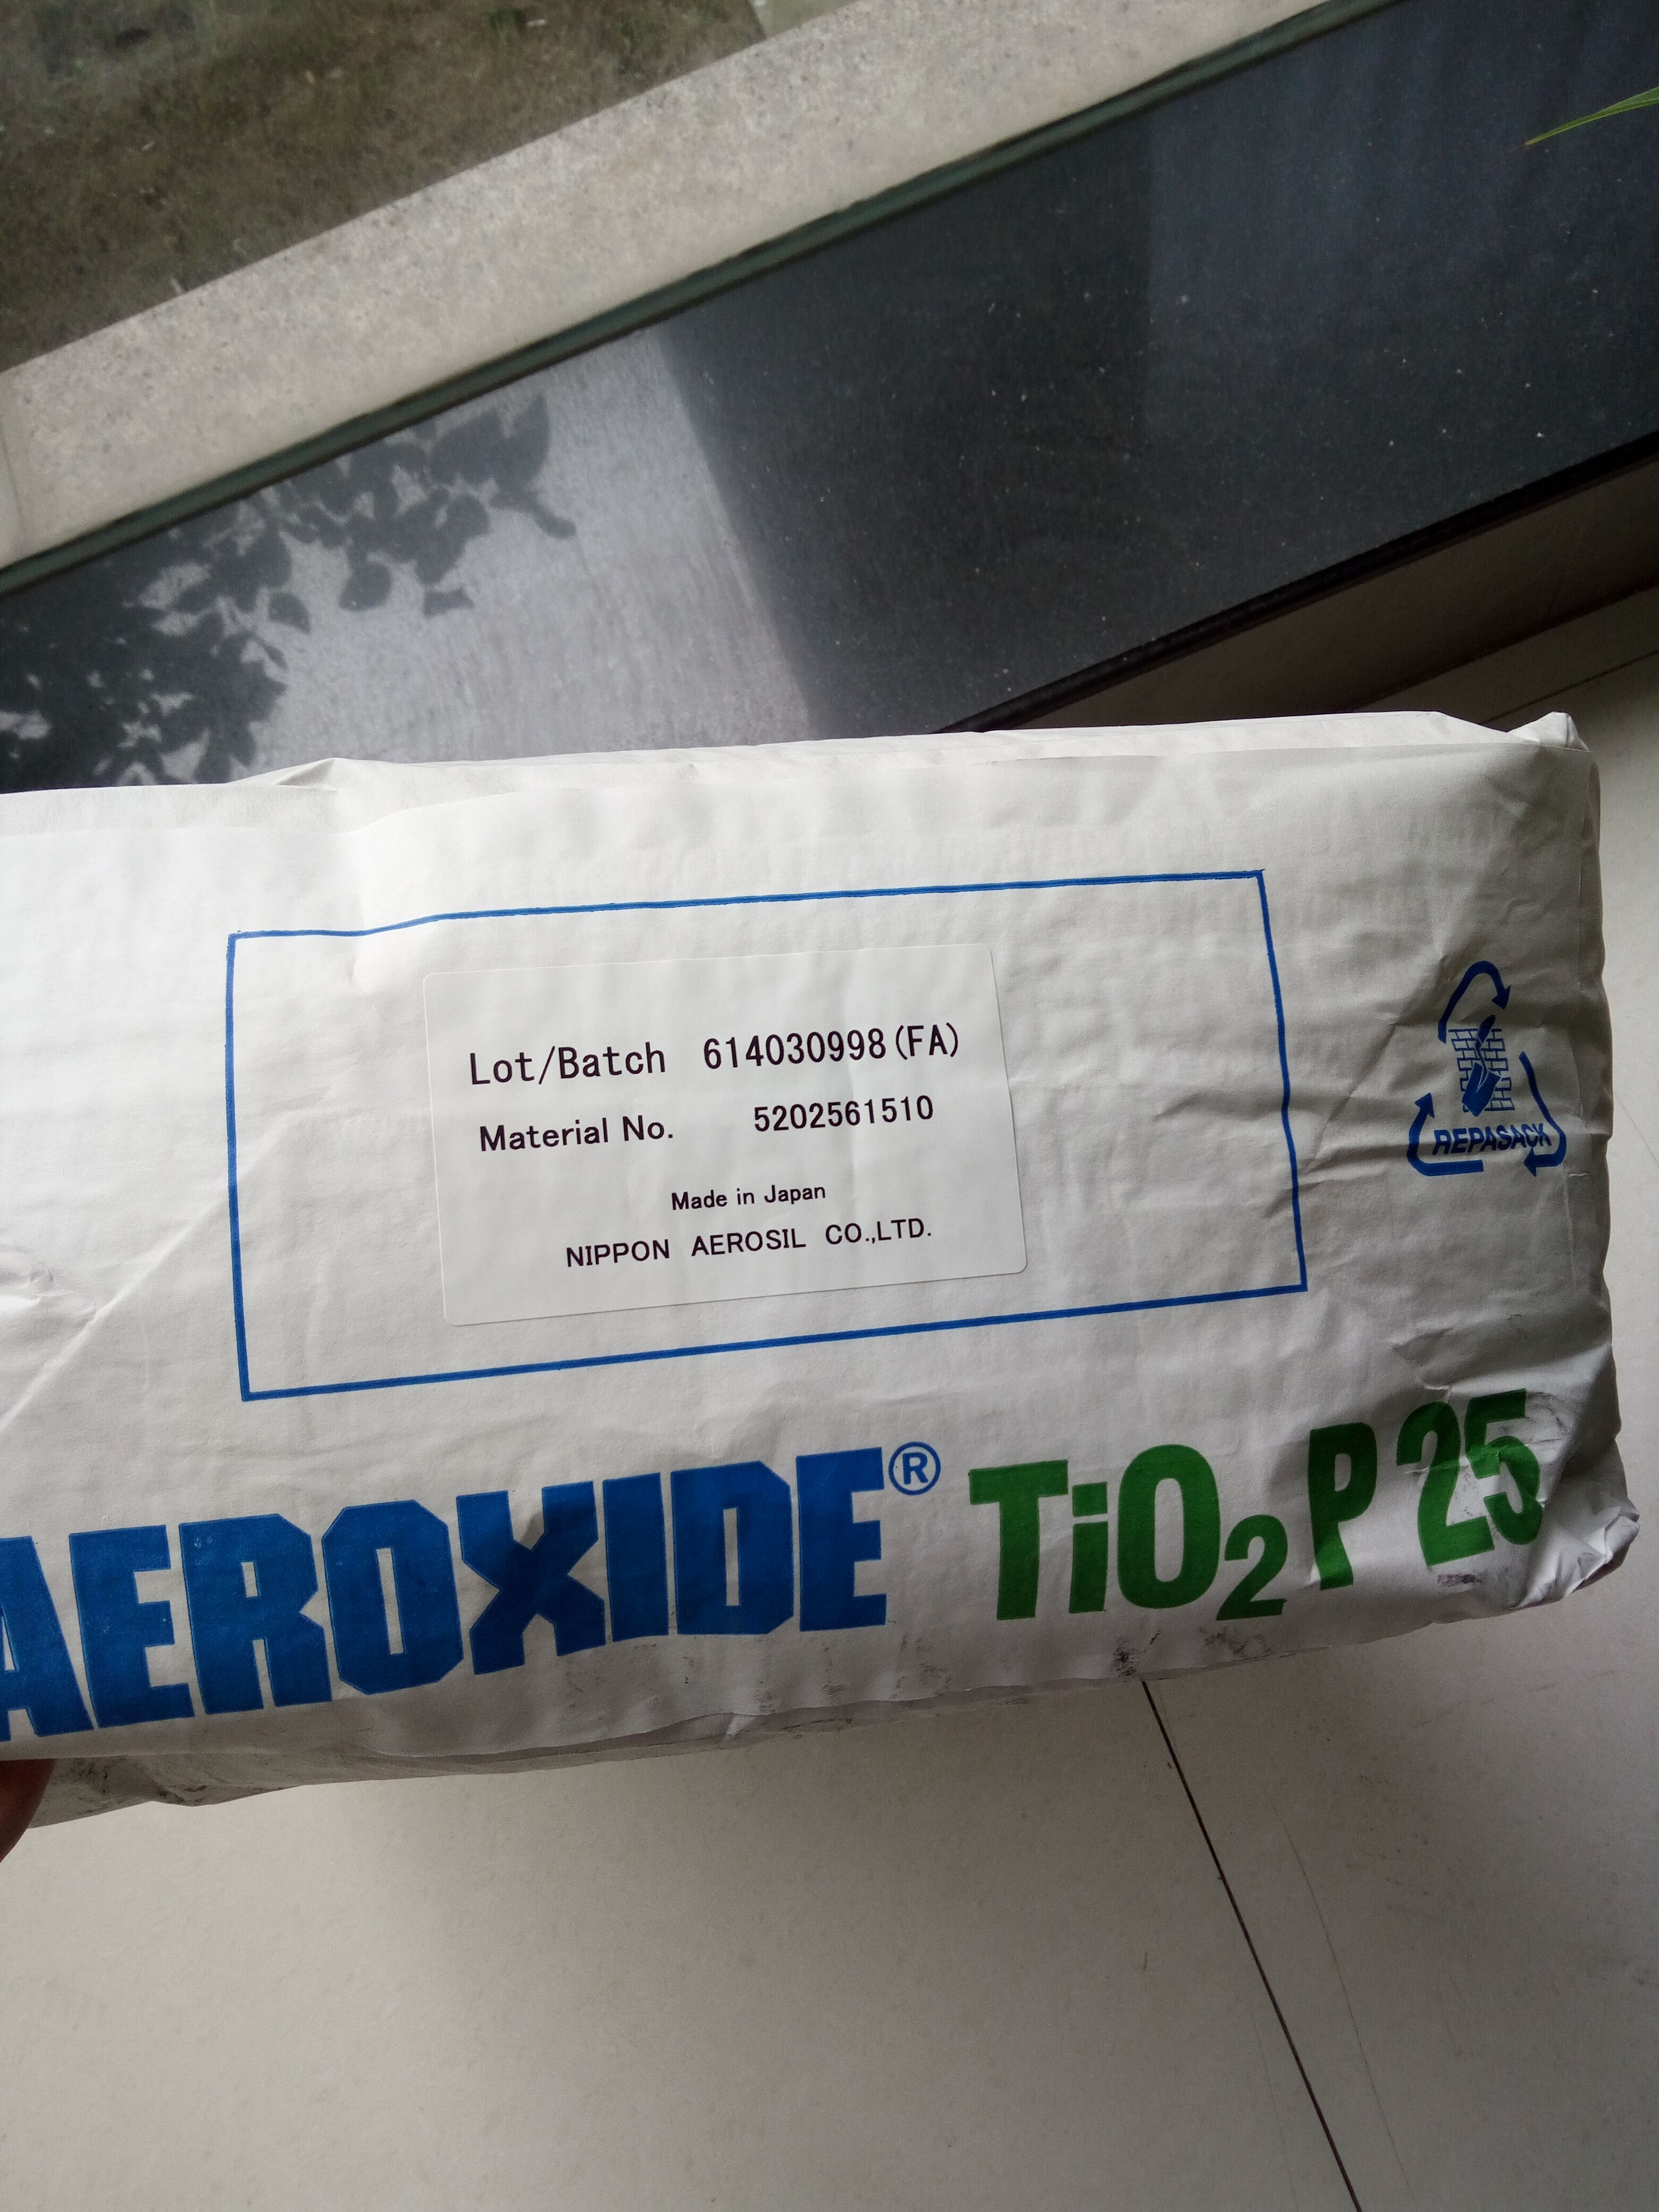 Lot/Batch 614030998(FA)
Material No. 5202561510
Made in Japan
NIPPON AEROSIL CO.,LTD.
REPASACK
AEROXIDE® TiO₂ P 25